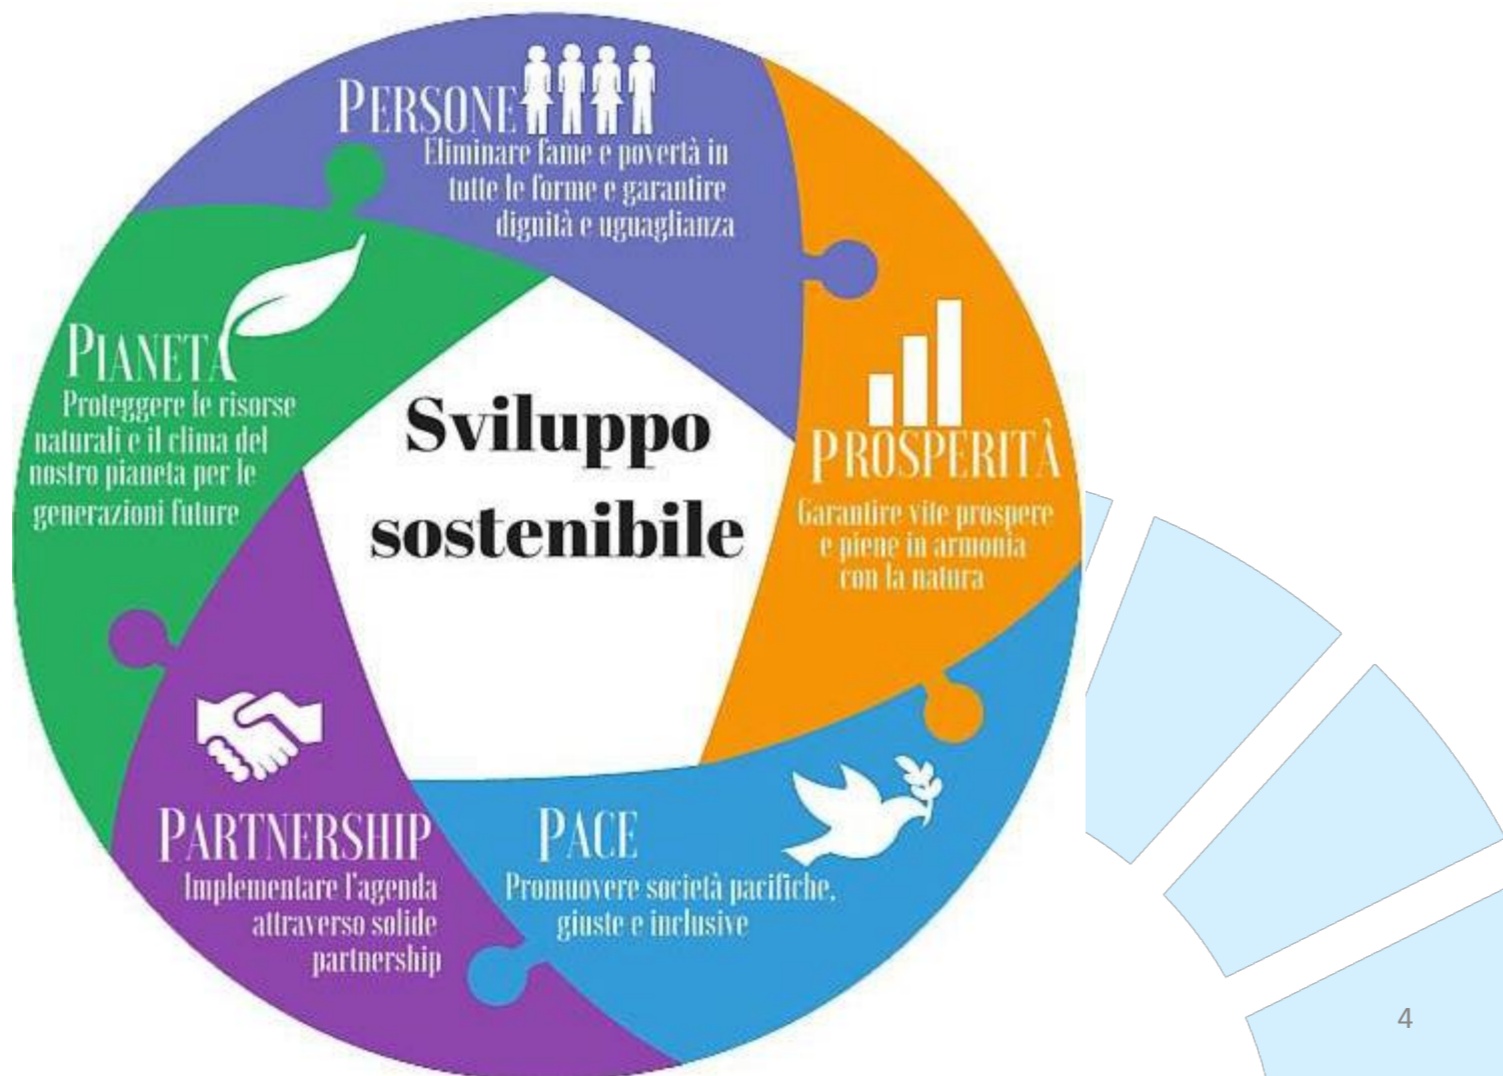 PERSONE
Eliminare fame e povertà in
tutte le forme e garantire
dignità e uguaglianza
PIANETA
Proteggere le risorse
naturali e il clima del
nostro pianeta per le
generazioni future
Sviluppo
sostenibile
PROSPERITÀ
Garantire vite prospere
e piene in armonia
con la natura
PARTNERSHIP
Implementare l'agenda
attraverso solide
partnership
PACE
Promuovere società pacifiche,
giuste e inclusive
4